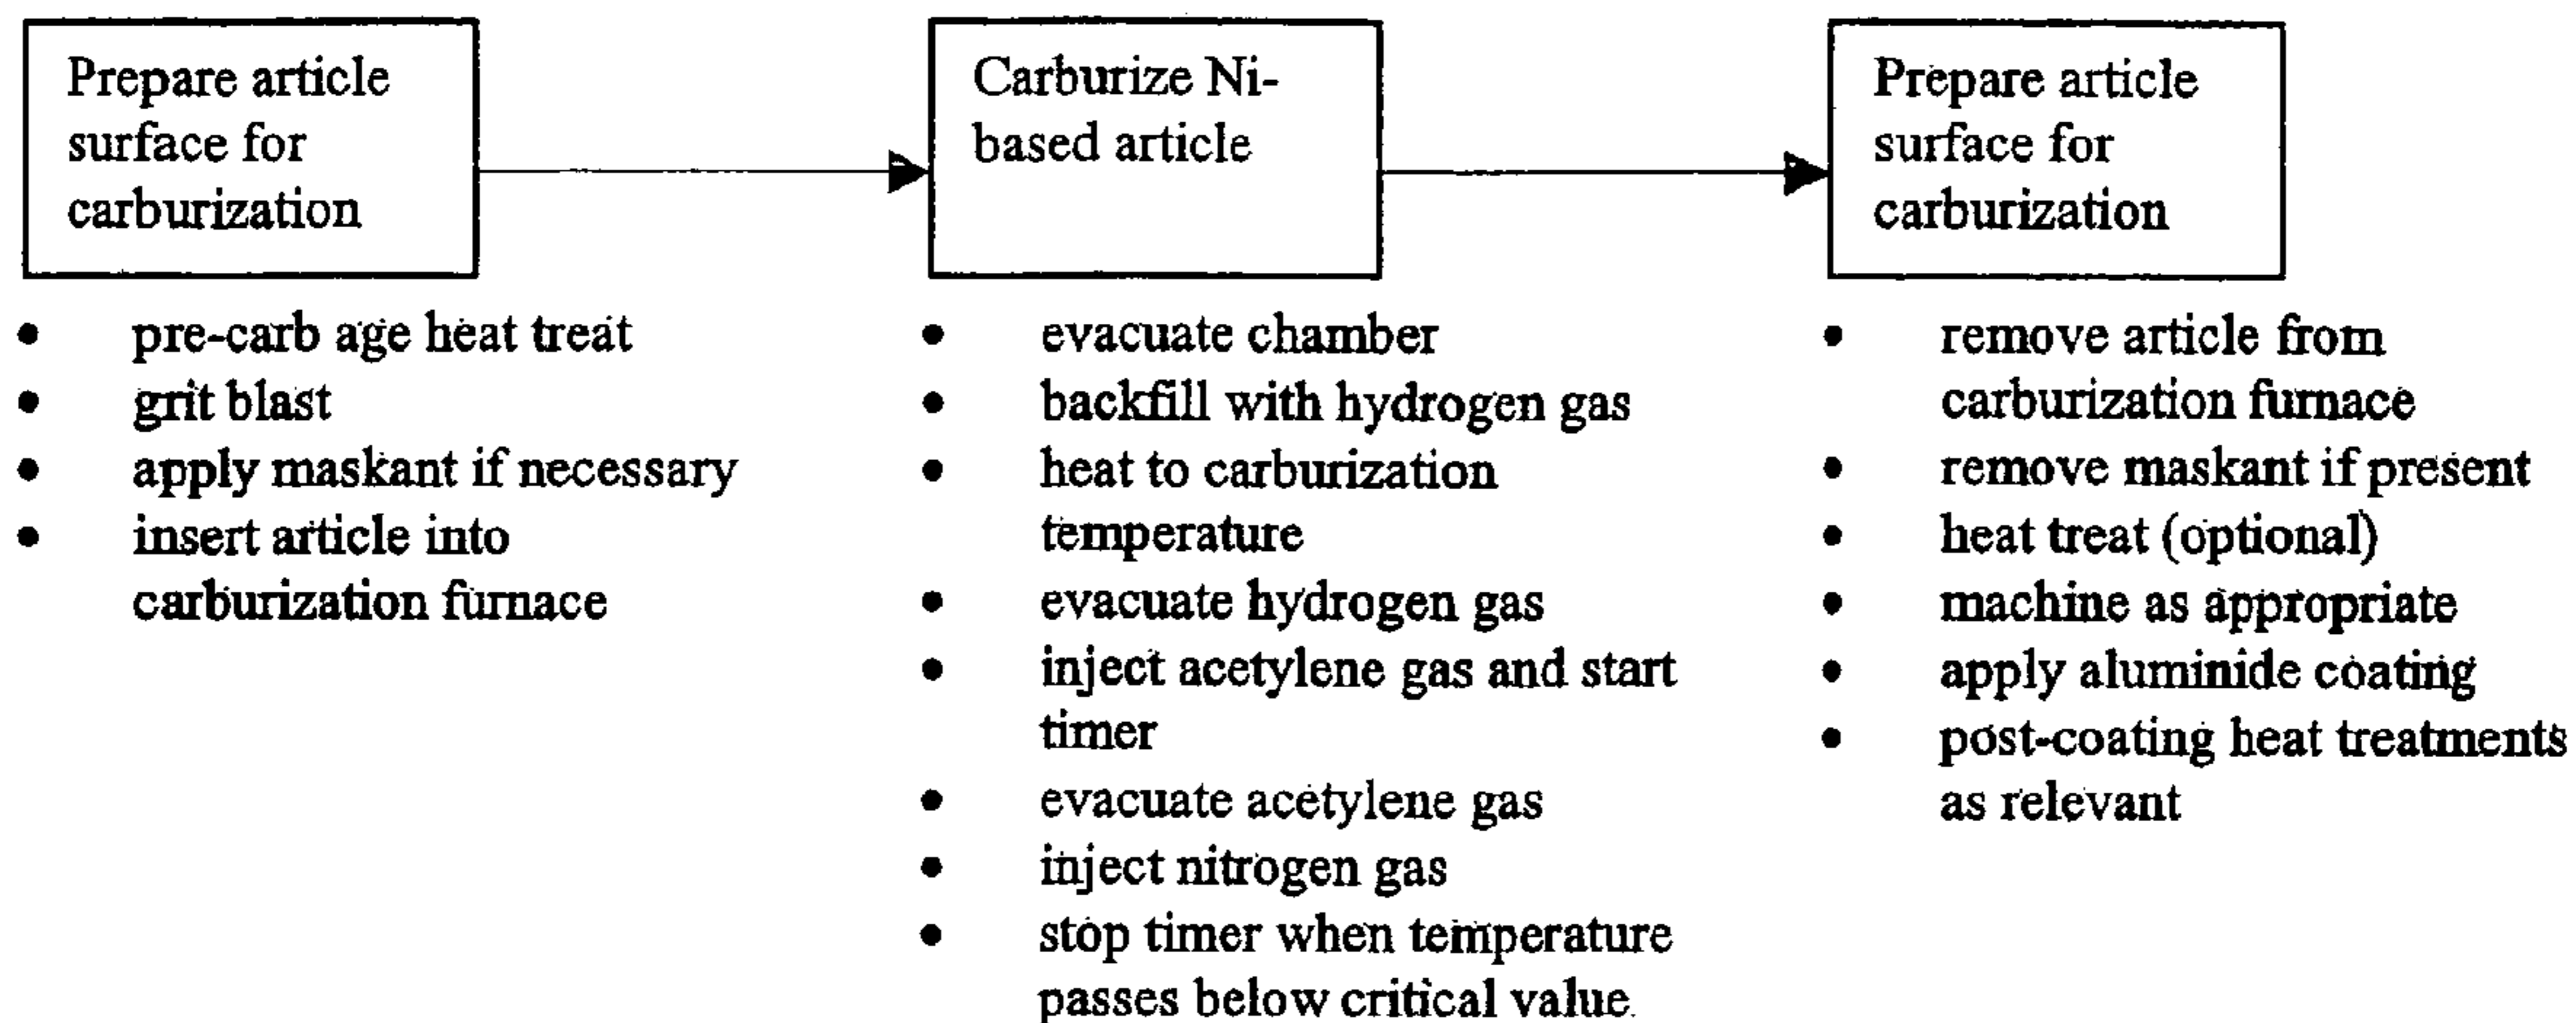 Prepare article
surface for
carburization
Carburize Ni-
based article
Prepare article
surface for
carburization
• pre-carb age heat treat
• grit blast
• apply maskant if necessary
• insert article into
carburization furnace
• evacuate chamber
• backfill with hydrogen gas
• heat to carburization
temperature
• evacuate hydrogen gas
• inject acetylene gas and start
timer
• evacuate acetylene gas
• inject nitrogen gas
• stop timer when temperature
passes below critical value.
• remove article from
carburization furnace
• remove maskant if present
• heat treat (optional)
• machine as appropriate
• apply aluminide coating
• post-coating heat treatments
as relevant